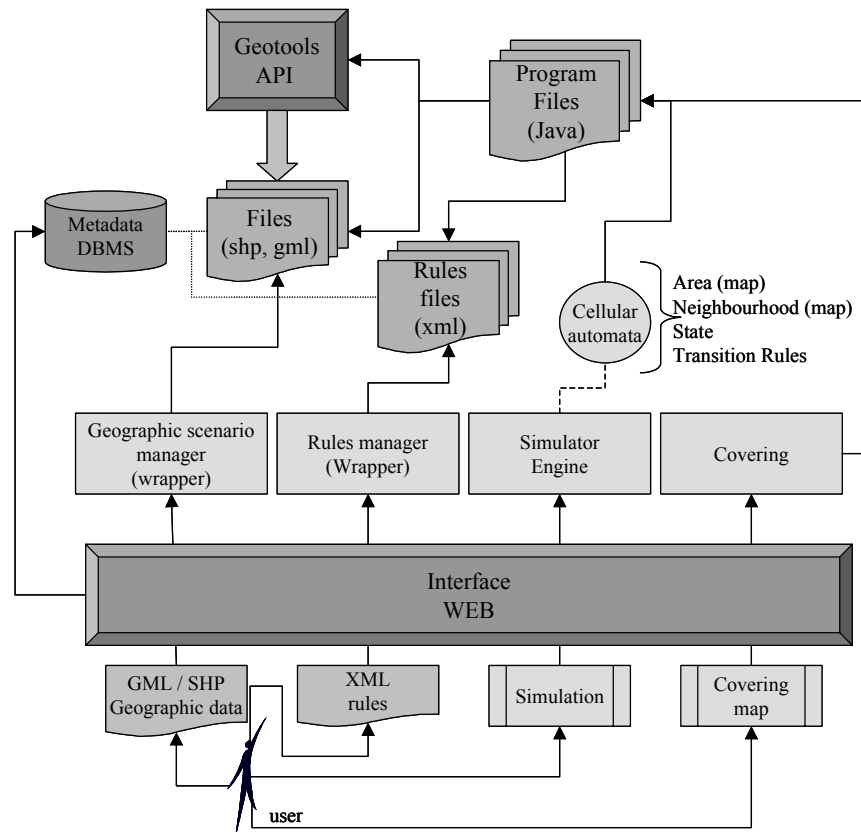 Geotools
API
Program
Files
(Java)
Metadata
DBMS
Files
(shp, gml)
Rules
files
(xml)
Cellular
automata
Area (map)
Neighbourhood (map)
State
Transition Rules
Geographic scenario
manager
(wrapper)
Rules manager
(Wrapper)
Simulator
Engine
Covering
Interface
WEB
GML / SHP
Geographic data
XML
rules
Simulation
Covering
map
user